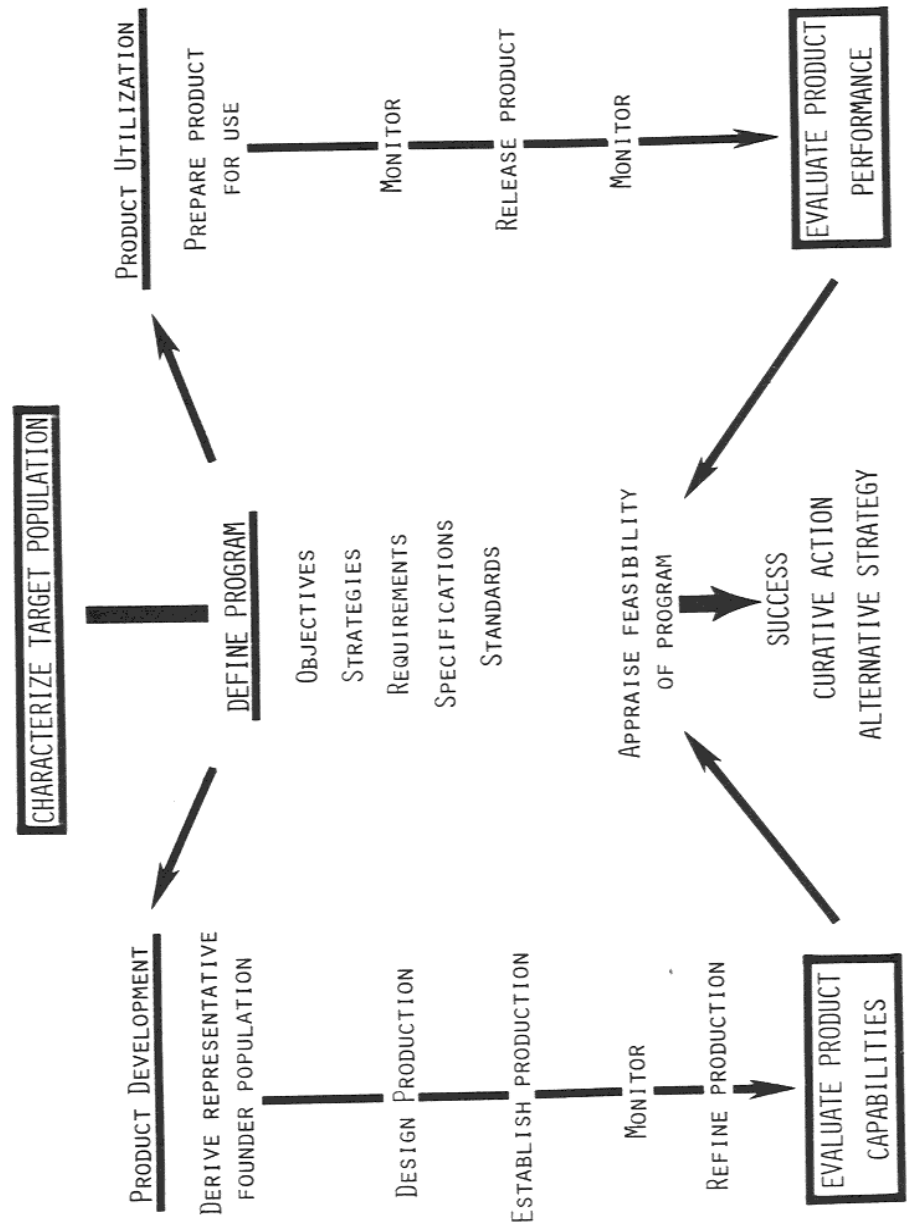 CHARACTERIZE TARGET POPULATION
DEFINE PROGRAM
OBJECTIVES
STRATEGIES
REQUIREMENTS
SPECIFICATIONS
STANDARDS
PRODUCT DEVELOPMENT
DERIVE REPRESENTATIVE
FOUNDER POPULATION
DESIGN PRODUCTION
ESTABLISH PRODUCTION
MONITOR
REFINE PRODUCTION
EVALUATE PRODUCT
CAPABILITIES
PRODUCT UTILIZATION
PREPARE PRODUCT
FOR USE
MONITOR
RELEASE PRODUCT
MONITOR
EVALUATE PRODUCT
PERFORMANCE
APPRAISE FEASIBILITY
OF PROGRAM
SUCCESS
CURATIVE ACTION
ALTERNATIVE STRATEGY